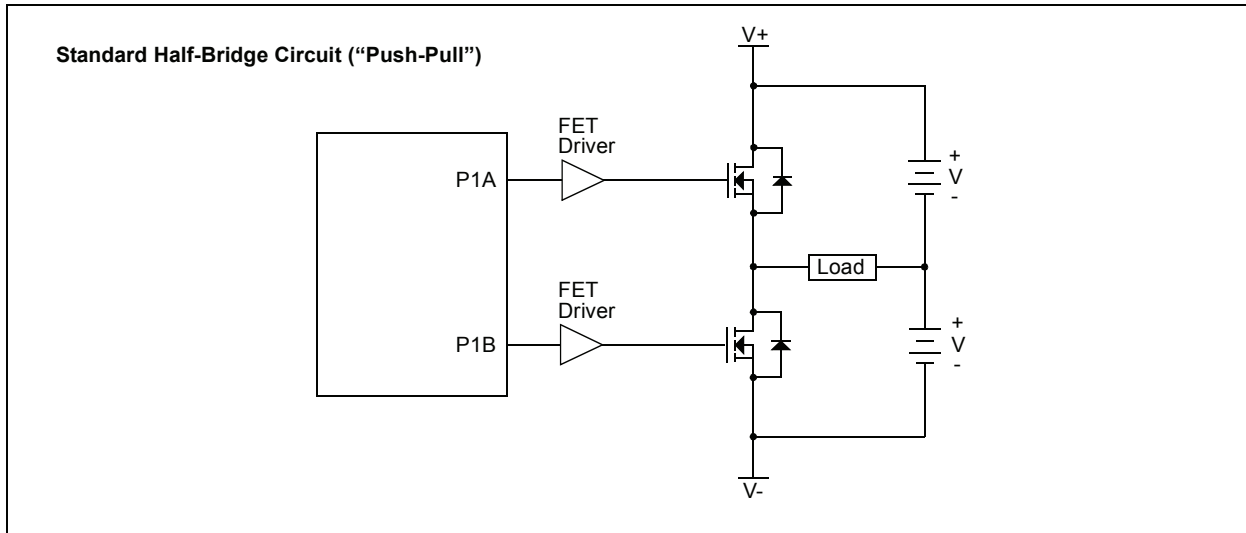 Standard Half-Bridge Circuit (“Push-Pull”)
V+
FET
Driver
P1A
+
V
-
Load
FET
Driver
P1B
+
V
-
V-